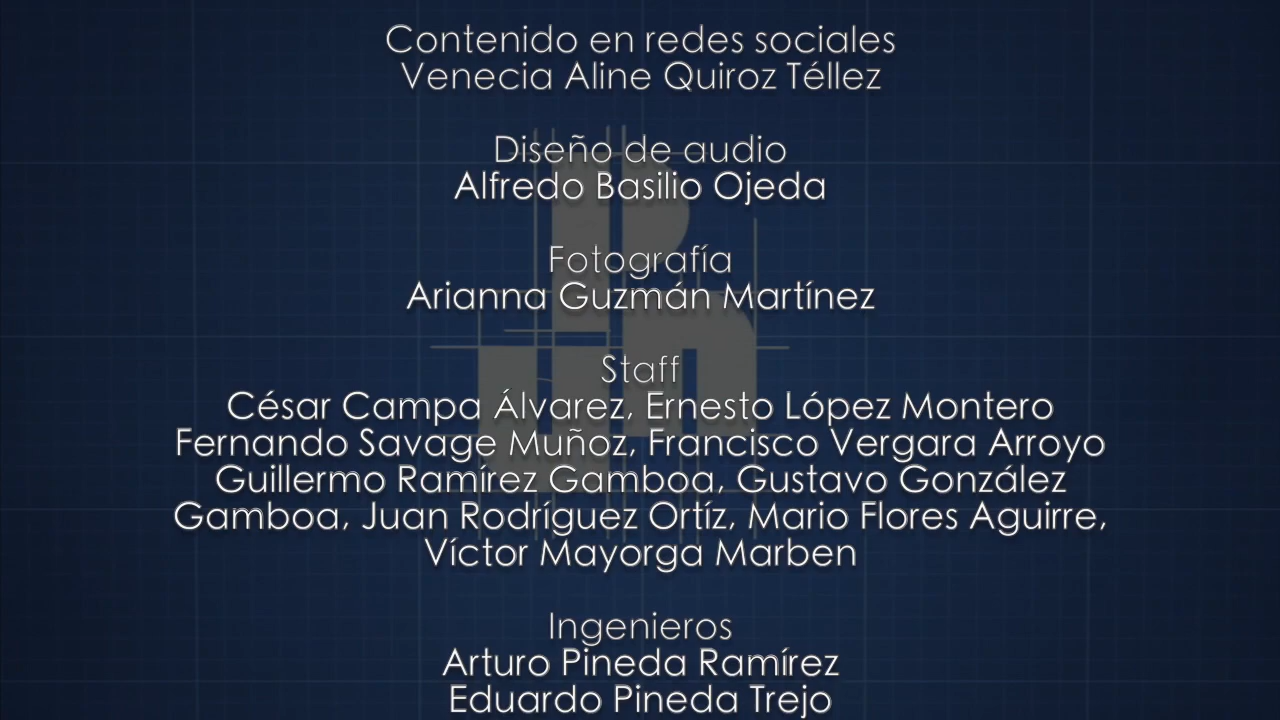 Contenido en redes sociales
Venecia Aline Quiroz Téllez
Diseño de audio
Alfredo Basilio Ojeda
Fotografía
Arianna Guzmán Martínez
Staff
César Campa Álvarez, Ernesto López Montero
Fernando Savage Muñoz, Francisco Vergara Arroyo
Guillermo Ramírez Gamboa, Gustavo González
Gamboa, Juan Rodríguez Ortíz, Mario Flores Aguirre,
Víctor Mayorga Marben
Ingenieros
Arturo Pineda Ramírez
Eduardo Pineda Trejo